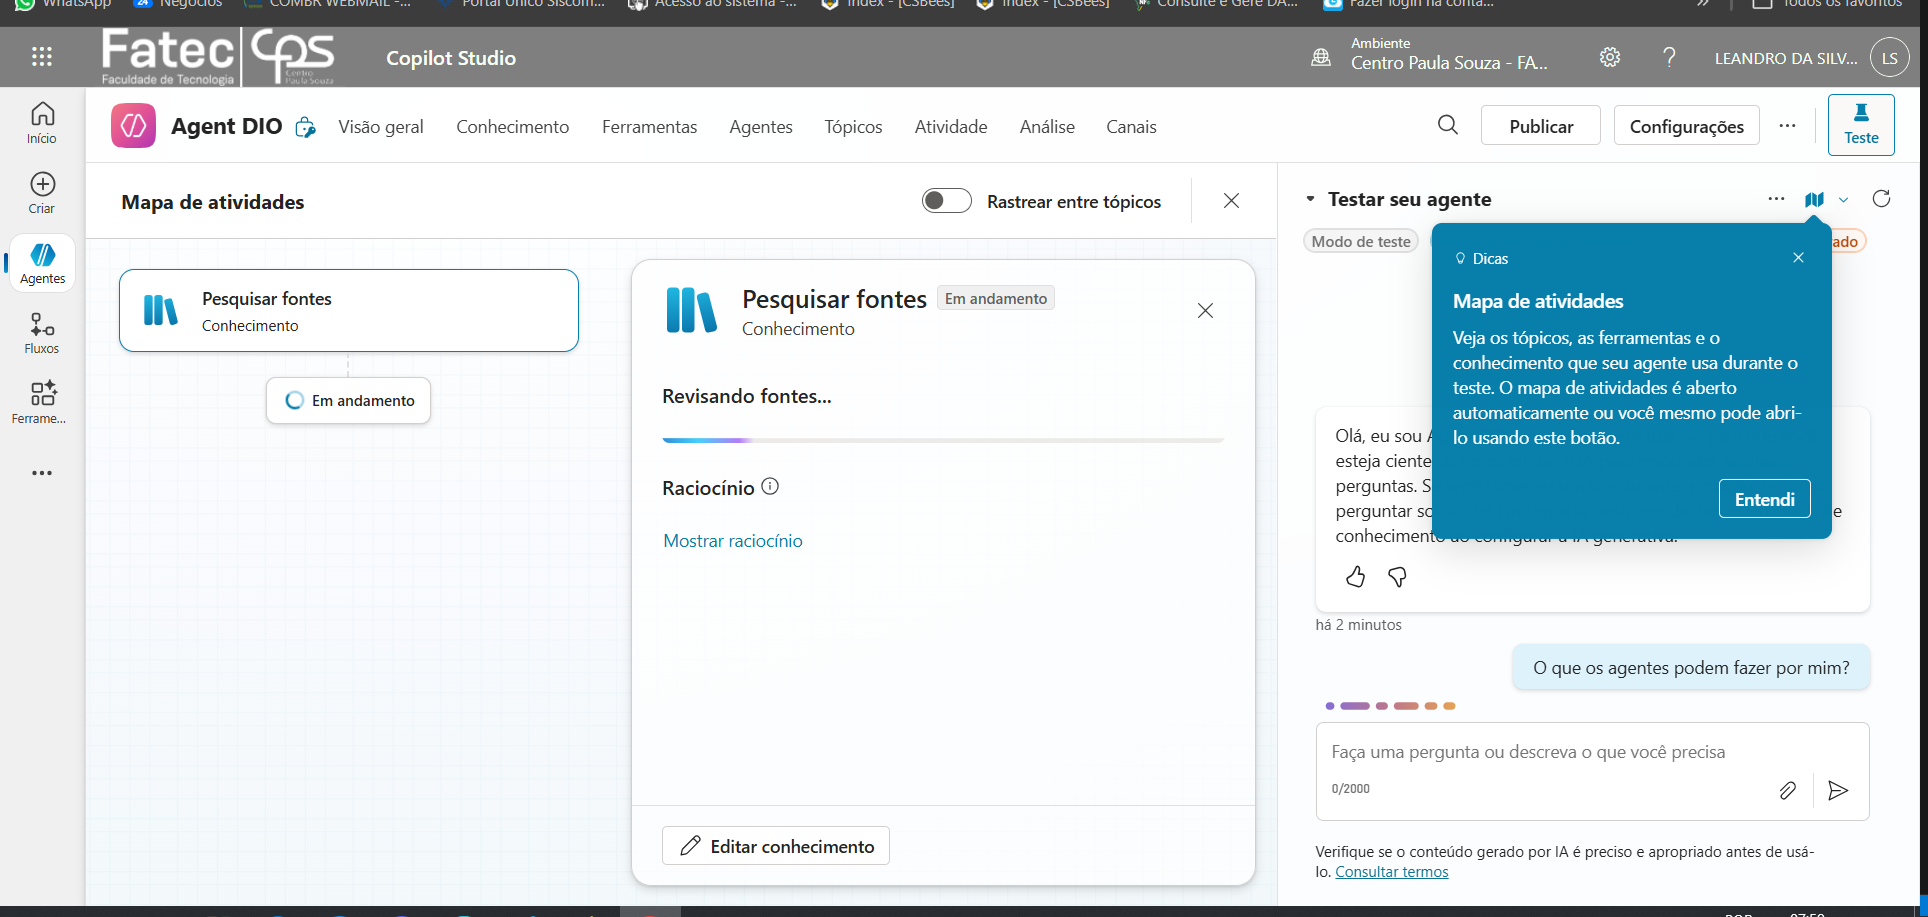 WhatsApp
24 Negócios
COMBR WEBMAIL -...
Portal Único Siscom...
Acesso ao sistema -...
Index - [CSBees]
Index - [CSBees]
Consulte e Gere DA...
Fazer login na conta...
Todos os favoritos
Fatec
Faculdade de Tecnologia
CPS
Centro
Paula Souza
Copilot Studio
Ambiente
Centro Paula Souza - FA...
LEANDRO DA SILV...
LS
Início
Criar
Agentes
Fluxos
Ferrame...
Agent DIO
Visão geral
Conhecimento
Ferramentas
Agentes
Tópicos
Atividade
Análise
Canais
Publicar
Configurações
Teste
Mapa de atividades
Rastrear entre tópicos
Pesquisar fontes
Conhecimento
Em andamento
Pesquisar fontes
Em andamento
Conhecimento
Revisando fontes...
Raciocínio
Mostrar raciocínio
Editar conhecimento
Testar seu agente
Modo de teste
ado
Dicas
Mapa de atividades
Veja os tópicos, as ferramentas e o
conhecimento que seu agente usa durante o
teste. O mapa de atividades é aberto
automaticamente ou você mesmo pode abri-
lo usando este botão.
Entendi
Olá, eu sou
esteja ciente
perguntas. S
perguntar so e
conhecimento ao configurar a IA generativa.
há 2 minutos
O que os agentes podem fazer por mim?
Faça uma pergunta ou descreva o que você precisa
0/2000
Verifique se o conteúdo gerado por IA é preciso e apropriado antes de usá-
lo. Consultar termos